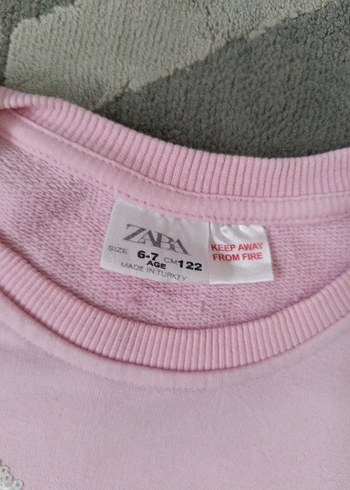 ZARA
SIZE 6-7 CM 122
AGE
MADE IN TURKEY
KEEP AWAY
FROM FIRE